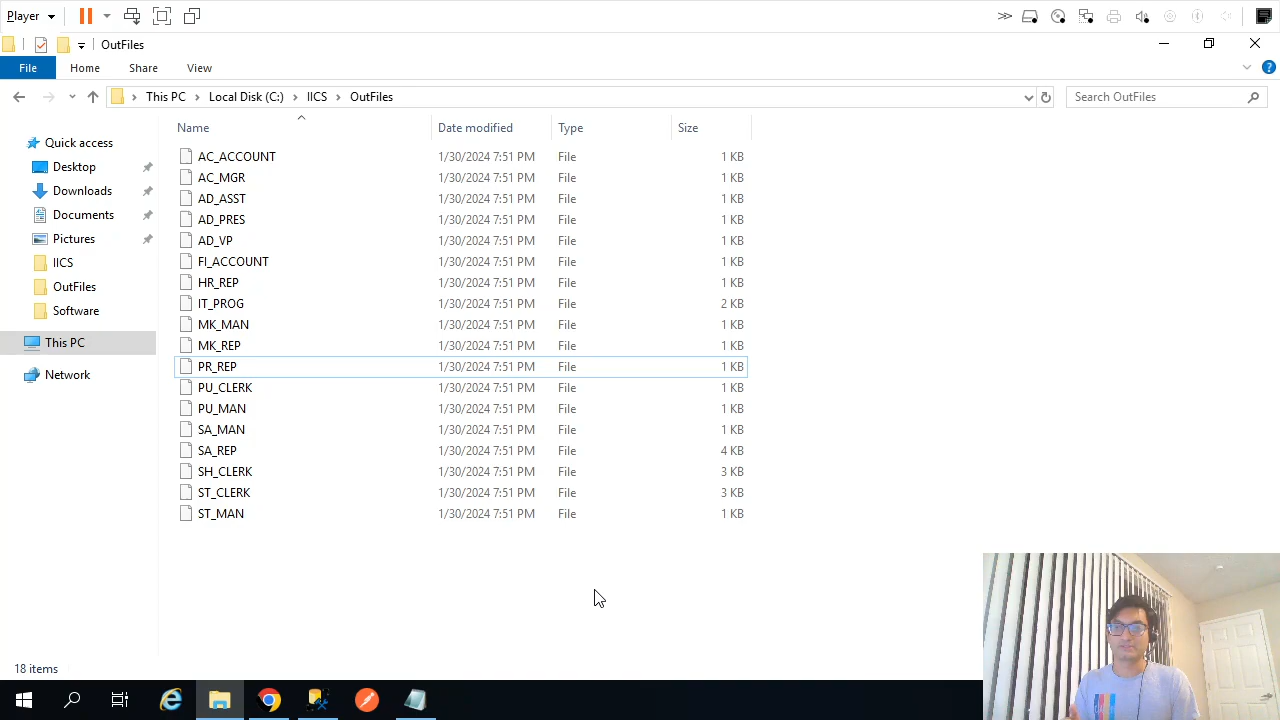 Player
OutFiles
File Home Share View
This PC Local Disk (C:) IICS OutFiles Search OutFiles
Name Date modified Type Size
Quick access
Desktop
Downloads
Documents
Pictures
IICS
OutFiles
Software
This PC
Network
AC_ACCOUNT 1/30/2024 7:51 PM File 1 KB
AC_MGR 1/30/2024 7:51 PM File 1 KB
AD_ASST 1/30/2024 7:51 PM File 1 KB
AD_PRES 1/30/2024 7:51 PM File 1 KB
AD_VP 1/30/2024 7:51 PM File 1 KB
FI_ACCOUNT 1/30/2024 7:51 PM File 1 KB
HR_REP 1/30/2024 7:51 PM File 1 KB
IT_PROG 1/30/2024 7:51 PM File 2 KB
MK_MAN 1/30/2024 7:51 PM File 1 KB
MK_REP 1/30/2024 7:51 PM File 1 KB
PR_REP 1/30/2024 7:51 PM File 1 KB
PU_CLERK 1/30/2024 7:51 PM File 1 KB
PU_MAN 1/30/2024 7:51 PM File 1 KB
SA_MAN 1/30/2024 7:51 PM File 1 KB
SA_REP 1/30/2024 7:51 PM File 4 KB
SH_CLERK 1/30/2024 7:51 PM File 3 KB
ST_CLERK 1/30/2024 7:51 PM File 3 KB
ST_MAN 1/30/2024 7:51 PM File 1 KB
18 items